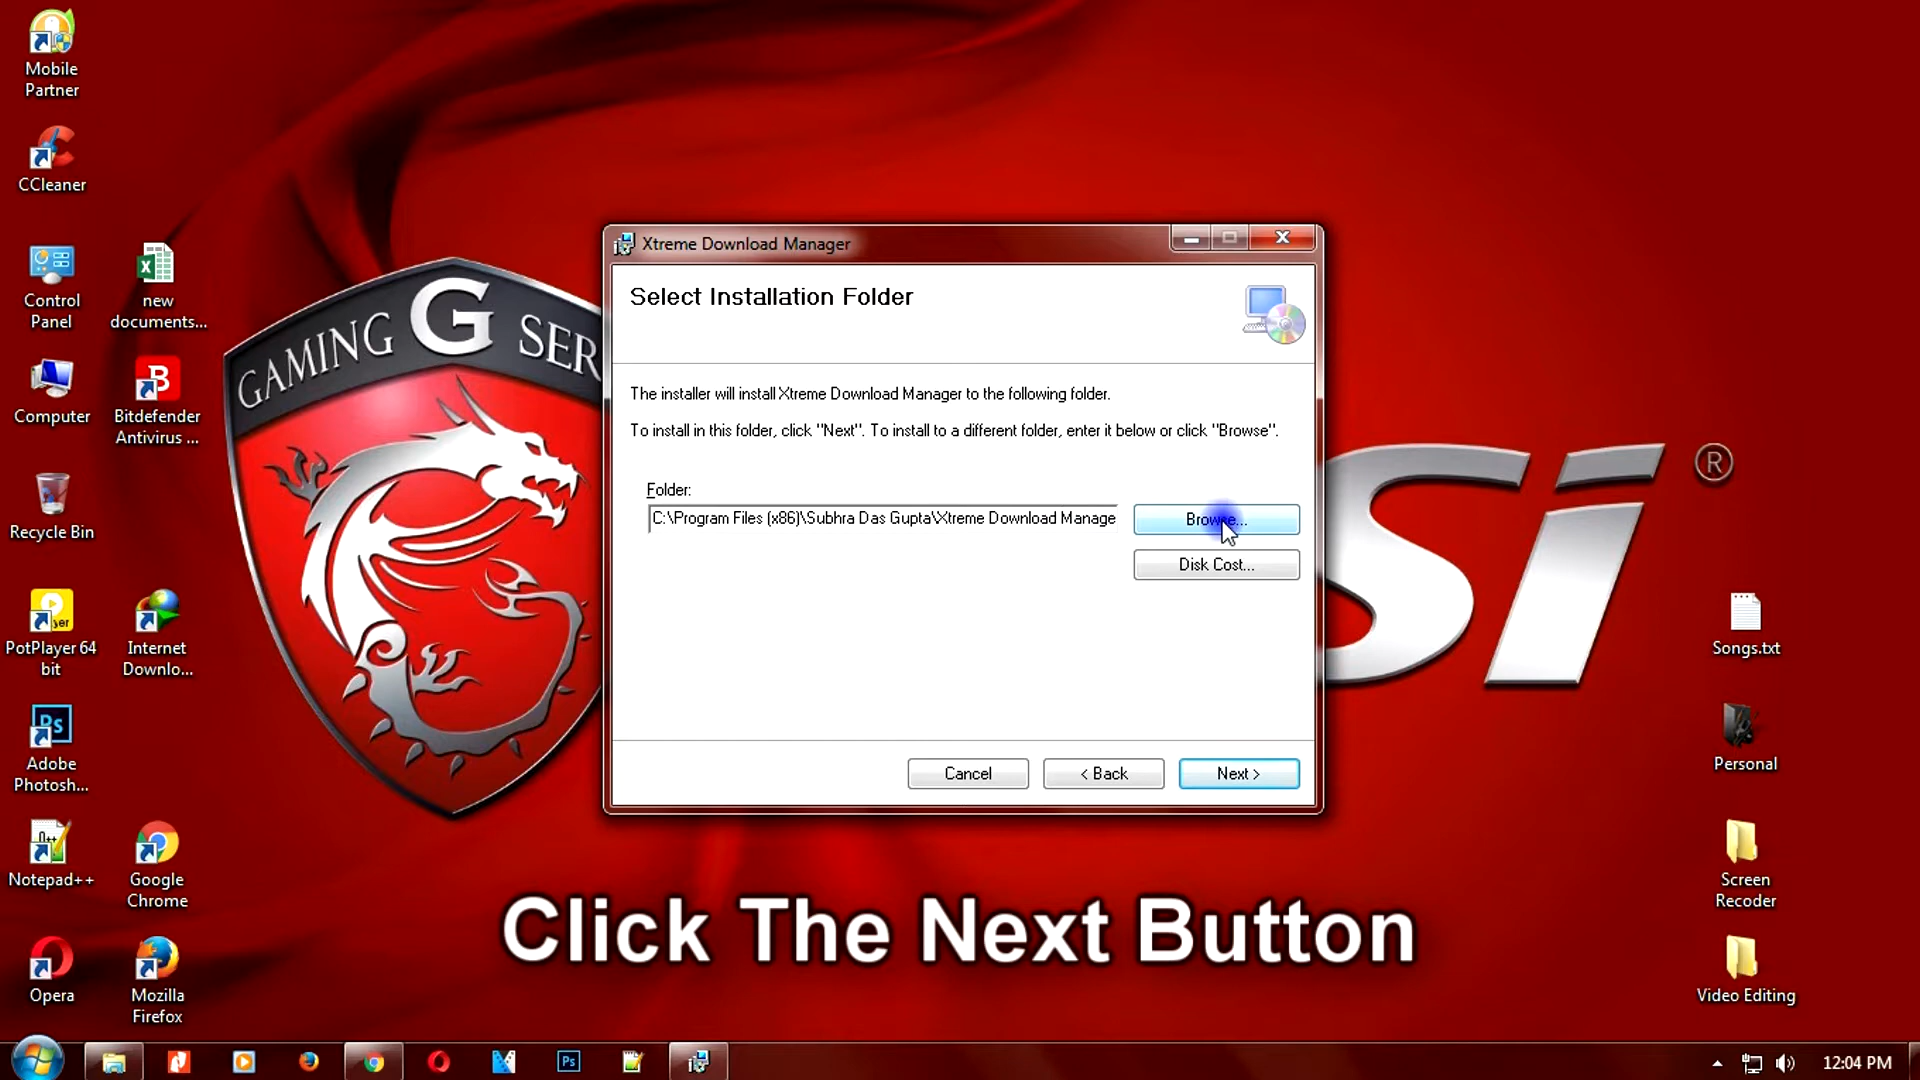 Mobile
Partner
CCleaner
Control
Panel
new
documents...
Computer
Bitdefender
Antivirus ...
Recycle Bin
PotPlayer 64
bit
Internet
Downlo...
Adobe
Photosh...
Notepad++
Google
Chrome
Opera
Mozilla
Firefox
GAMING G SER
Xtreme Download Manager
Select Installation Folder
The installer will install Xtreme Download Manager to the following folder.
To install in this folder, click "Next". To install to a different folder, enter it below or click "Browse".
Folder:
C:\Program Files (x86)\Subhra Das Gupta\Xtreme Download Manage
Browse...
Disk Cost...
Cancel
< Back
Next >
si ®
Songs.txt
Personal
Screen
Recoder
Video Editing
Click The Next Button
12:04 PM